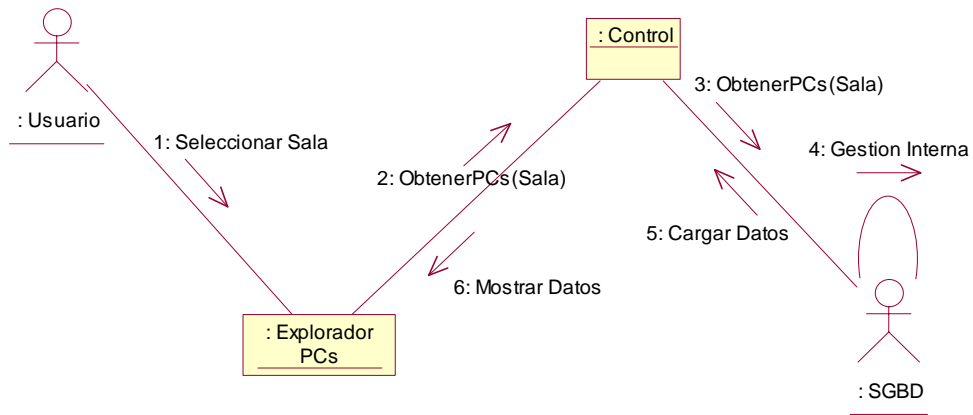 : Control
3: ObtenerPCs(Sala)
: Usuario
1: Seleccionar Sala
4: Gestion Interna
2: ObtenerPCs(Sala)
5: Cargar Datos
6: Mostrar Datos
: Explorador
PCs
: SGBD